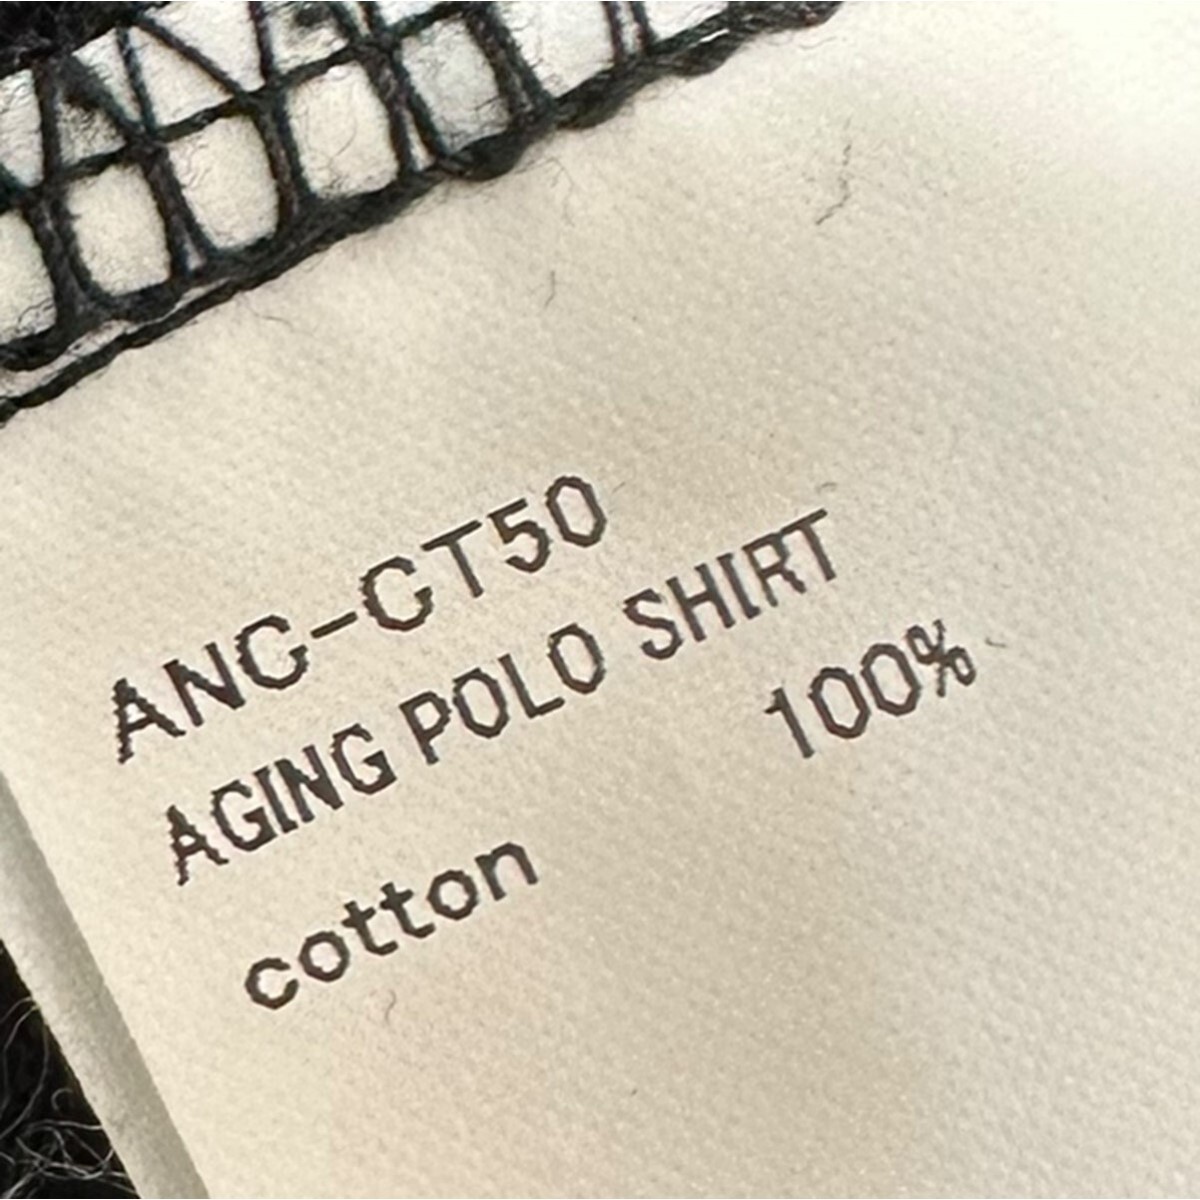 ANC-CT50
AGING POLO SHIRT
100%
cotton